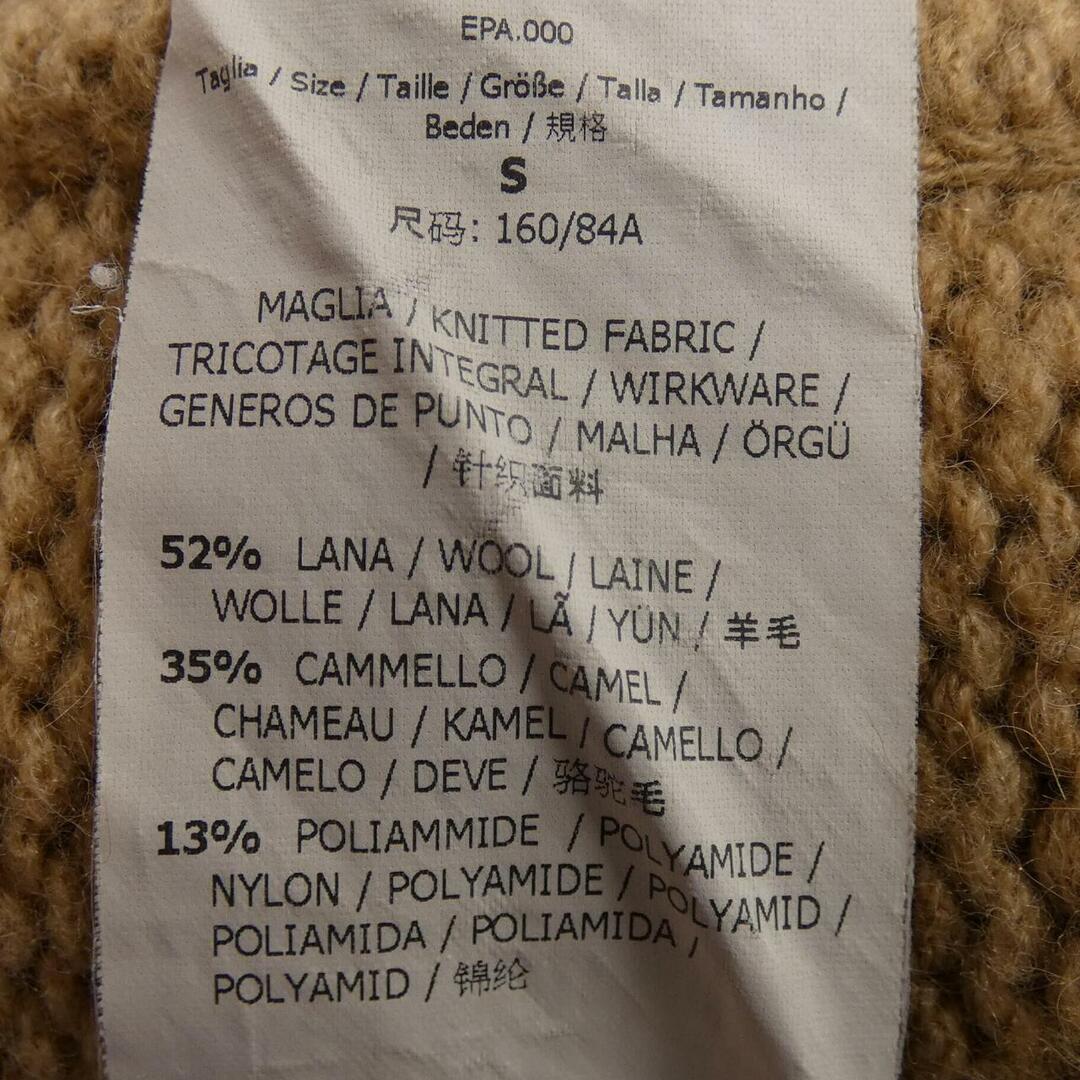 EPA.000
Taglia / Size / Taille / Größe / Talla / Tamanho /
Beden / 規格
S
尺码: 160/84A
MAGLIA / KNITTED FABRIC /
TRICOTAGE INTEGRAL / WIRKWARE /
GENEROS DE PUNTO / MALHA / ÖRGÜ
/ 针织面料
52% LANA / WOOL / LAINE /
WOLLE / LANA / LÃ / YÜN / 羊毛
35% CAMMELLO / CAMEL /
CHAMEAU / KAMEL / CAMELLO /
CAMELO / DEVE / 骆驼毛
13% POLIAMMIDE / POLYAMIDE /
NYLON / POLYAMIDE / POLYAMID /
POLIAMIDA / POLIAMIDA /
POLYAMID / 锦纶